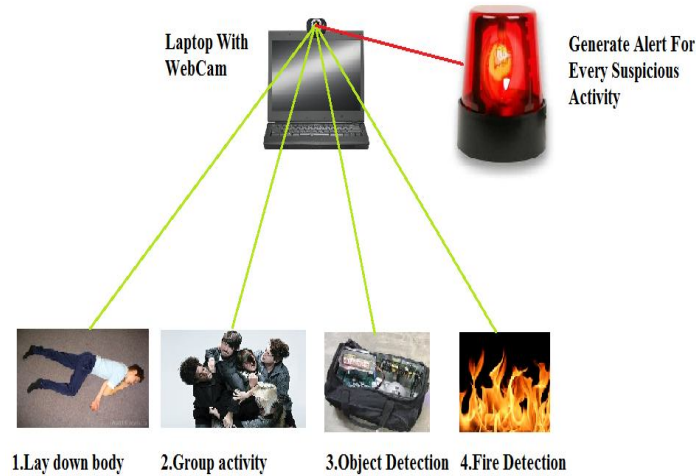 Laptop With
WebCam
Generate Alert For
Every Suspicious
Activity
1.Lay down body
2.Group activity
3.Object Detection
4.Fire Detection